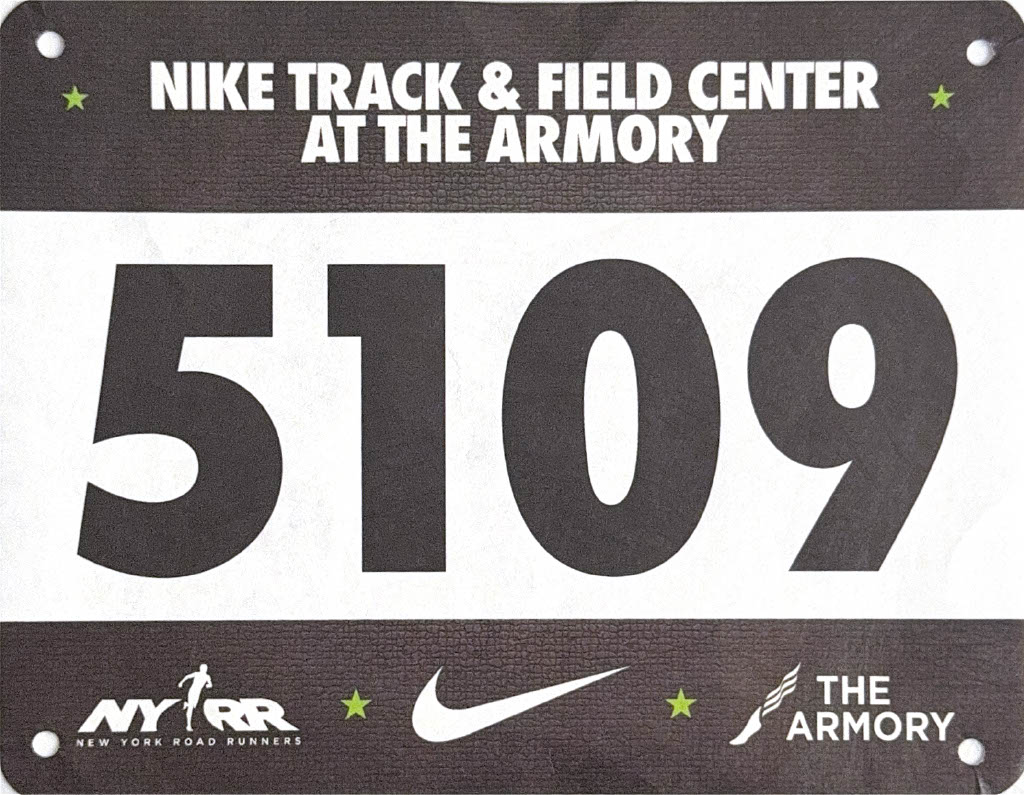 NIKE TRACK & FIELD CENTER
AT THE ARMORY
5109
NYRR
NEW YORK ROAD RUNNERS
THE
ARMORY